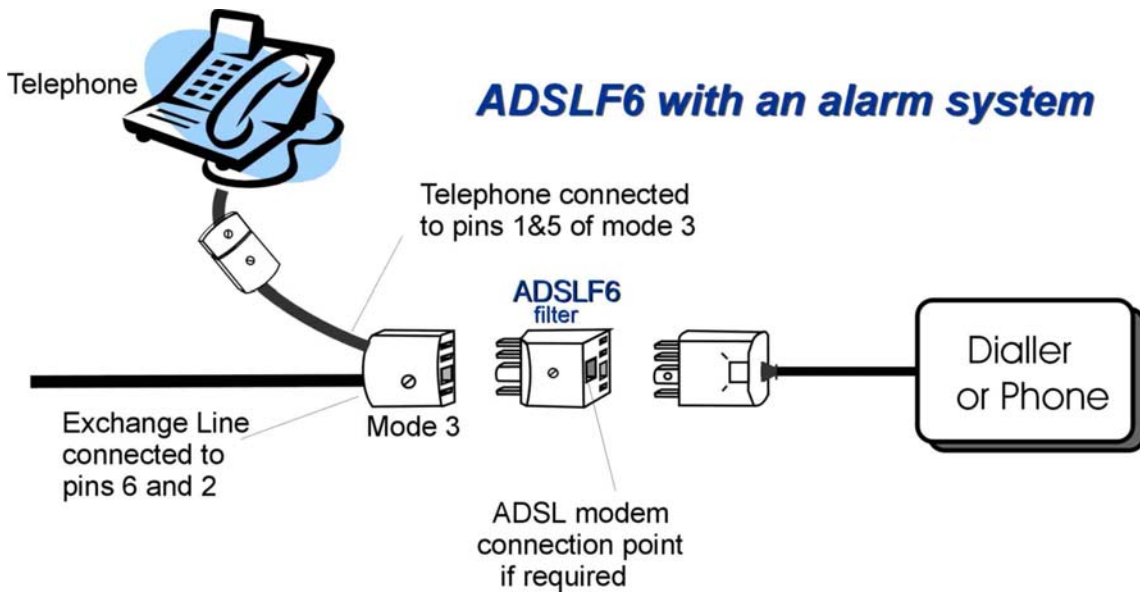 Telephone
ADSLF6 with an alarm system
Telephone connected
to pins 1&5 of mode 3
ADSLF6
filter
Dialler
or Phone
Mode 3
Exchange Line
connected to
pins 6 and 2
ADSL modem
connection point
if required